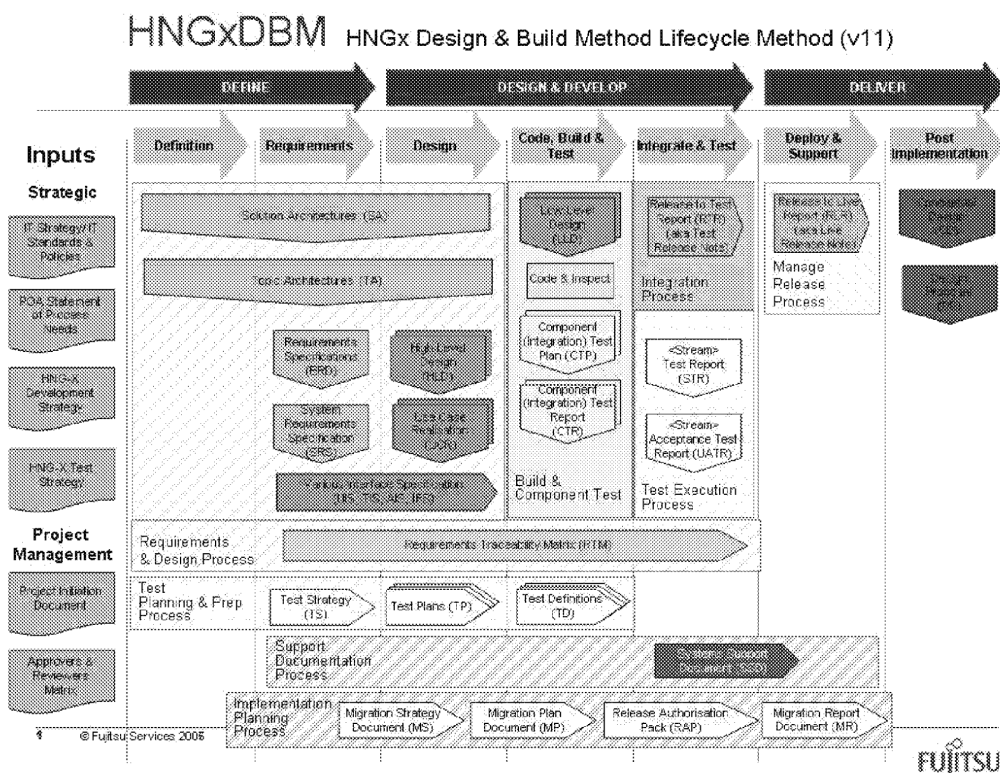 HNGxDBM HNGx Design & Build Method Lifecycle Method (v11)
DEFINE
DESIGN & DEVELOP
DELIVER
Inputs
Definition
Requirements
Design
Code, Build &
Test
Integrate & Test
Deploy &
Support
Post
Implementation
Strategic
IT Strategy/IT
Standards &
Policies
POA Statement
of Process
Needs
HNG-X
Development
Strategy
HNG-X Test
Strategy
Solution Architectures (SA)
Topic Architectures (TA)
Requirements
Specifications
System
Requirements
Specification
(SRS)
High-Level
Design
(HLD)
Use Case
Realisation
Various Interface Specification
Low-Level
Design
(LLD)
Code & Inspect
Component
(Integration) Test
Plan (CTP)
Component
(Integration) Test
Report
(CTR)
Build &
Component Test
Release to Test
Report (RTR)
(aka Test
Release Note)
Integration
Process
<Stream>
Test Report
(STR)
<Stream>
Acceptance Test
Report (UATR)
Test Execution
Process
Release to Live
Report (RLR)
(aka Live
Release Note)
Manage
Release
Process
Design
Project
Management
Project Initiation
Document
Approvers &
Reviewers
Matrix
Requirements
& Design Process
Requirements Traceability Matrix (RTM)
Test
Planning & Prep
Process
Test Strategy
(TS)
Test Plans (TP)
Test Definitions
(TD)
Support
Documentation
Process
Systems Support
Document (SSD)
Implementation
Planning
Process
Migration Strategy
Document (MS)
Migration Plan
Document (MP)
Release Authorisation
Pack (RAP)
Migration Report
Document (MR)
© Fujitsu Services
FUJITSU